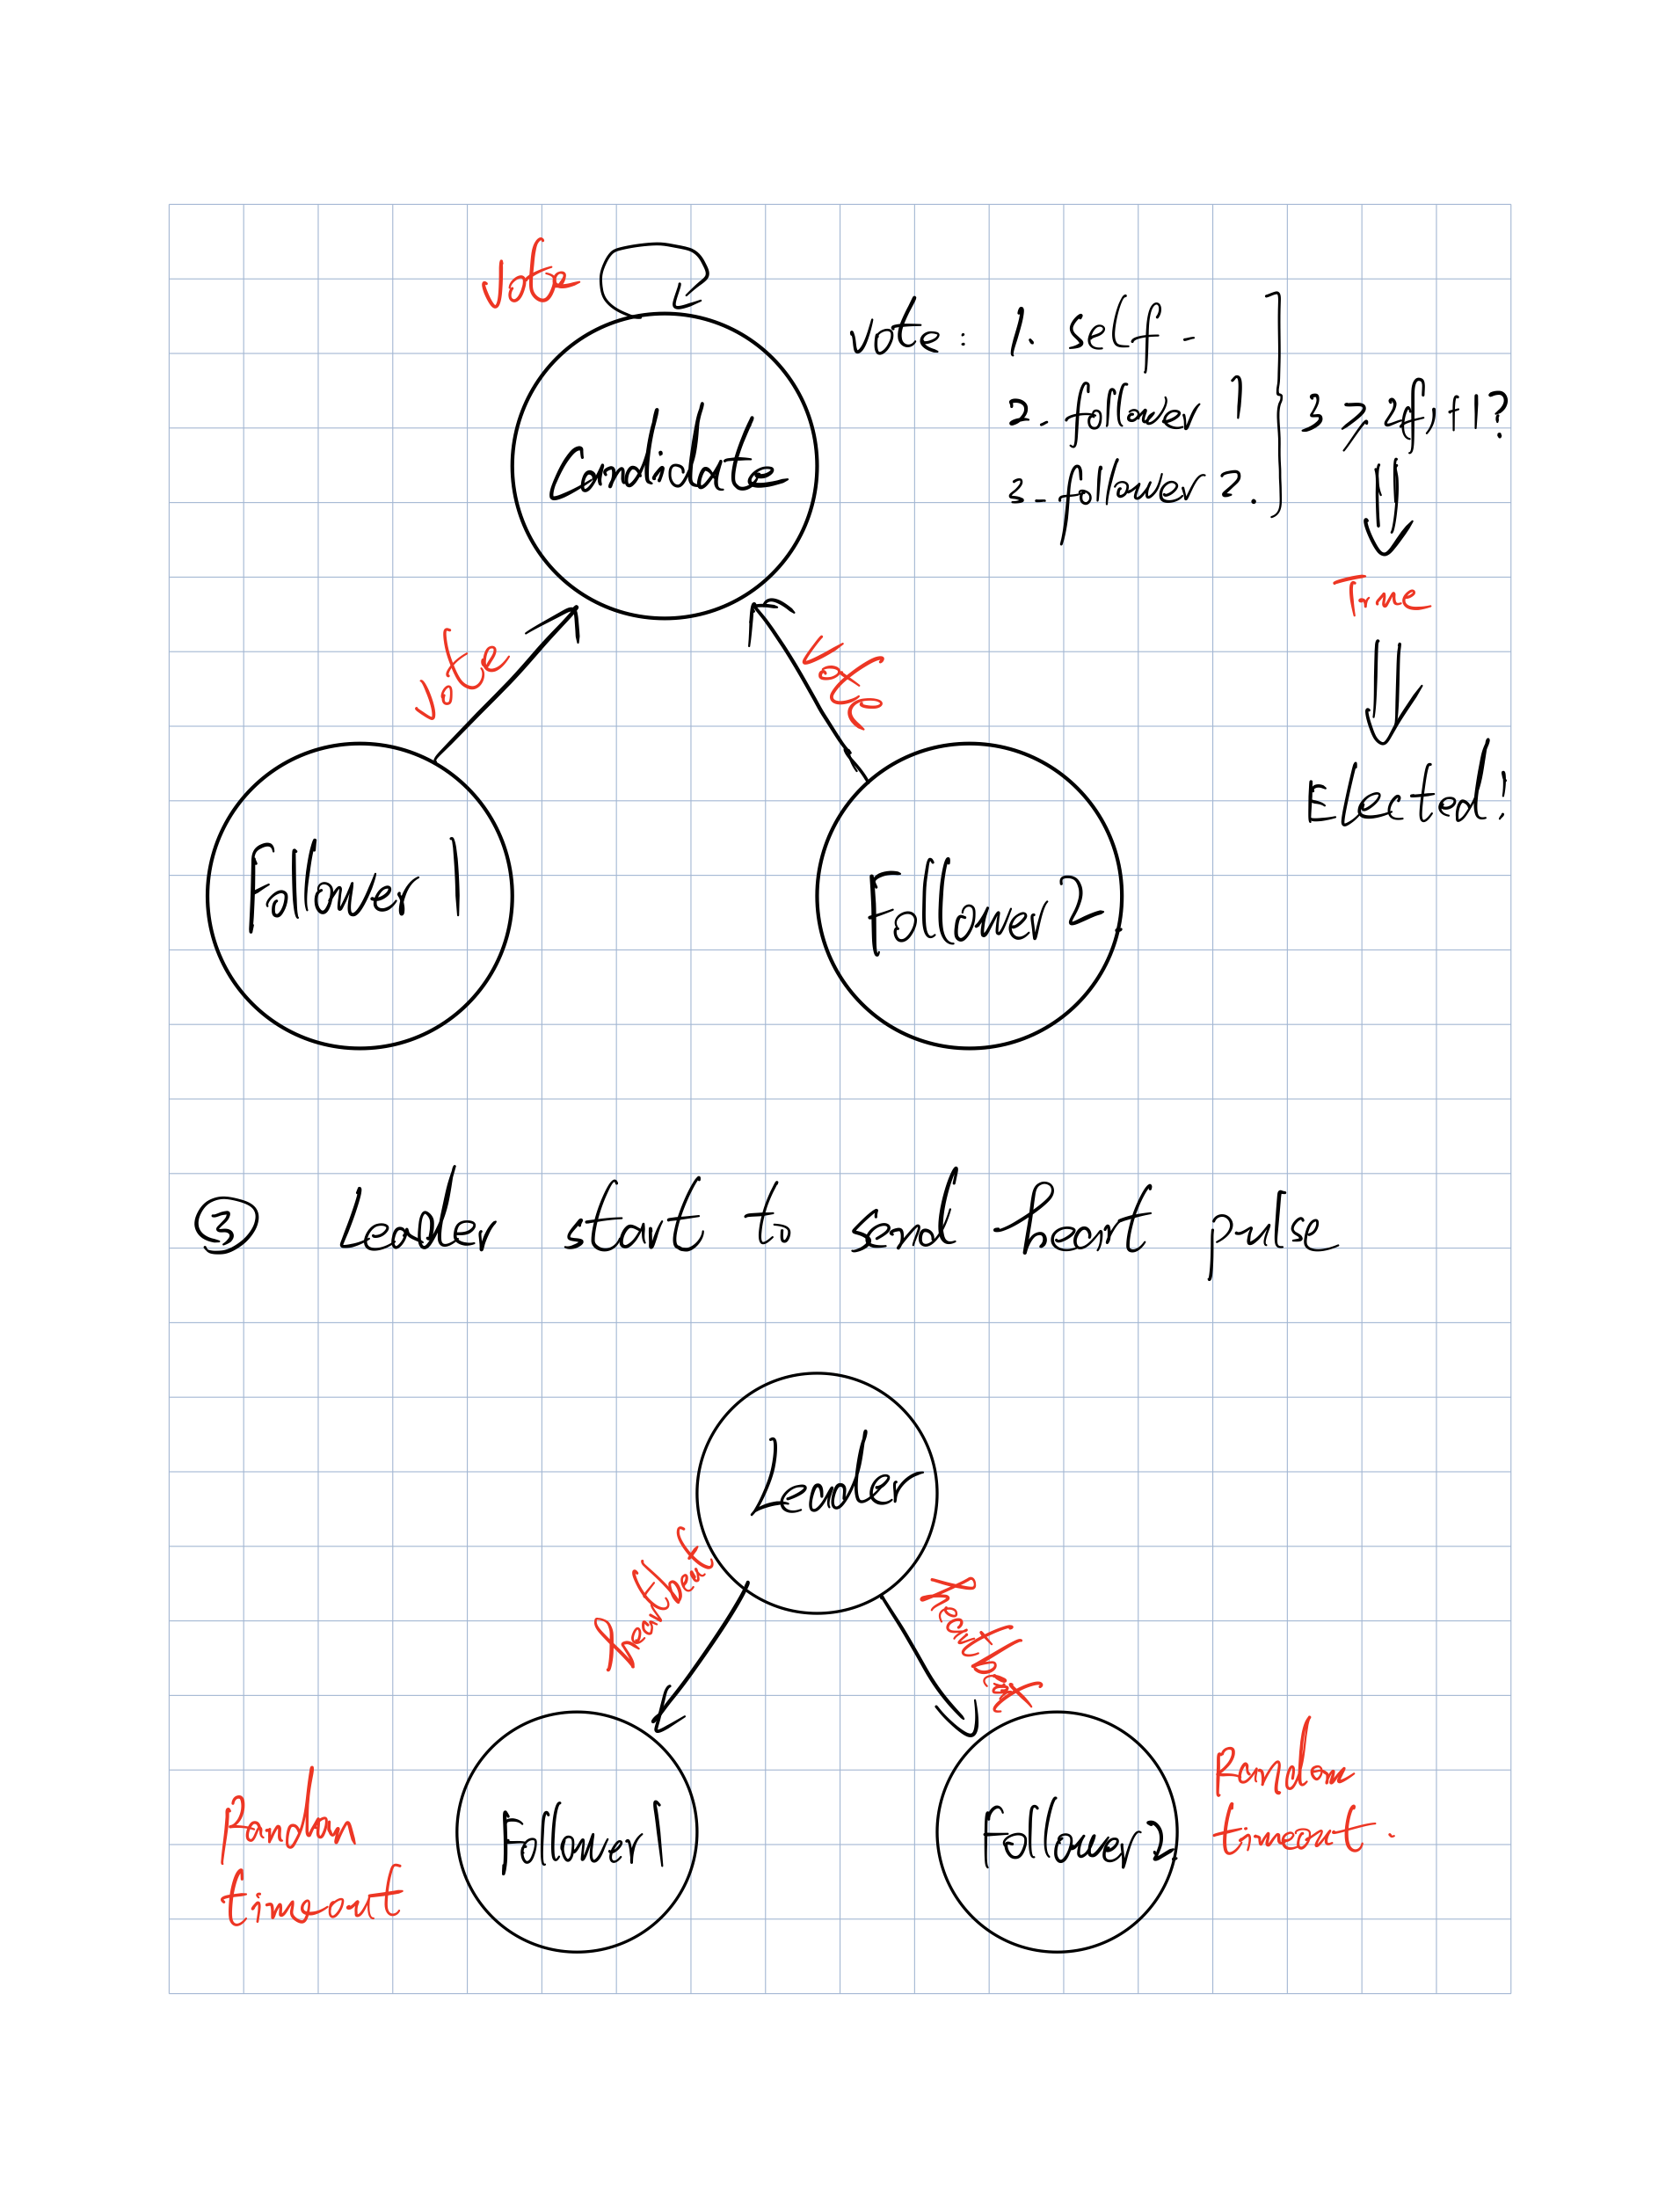 vote
vote: 1. self -
2. follower 1
3 ≥ 2f+1?
3 - follower 2.
Candidate
True
vote
vote
Elected!
Follower 1
Follower 2
③ Leader start to send heart pulse
Leader
heartbeat
heartbeat
Random
timeout
Follower 1
Follower 2
Random
timeout.